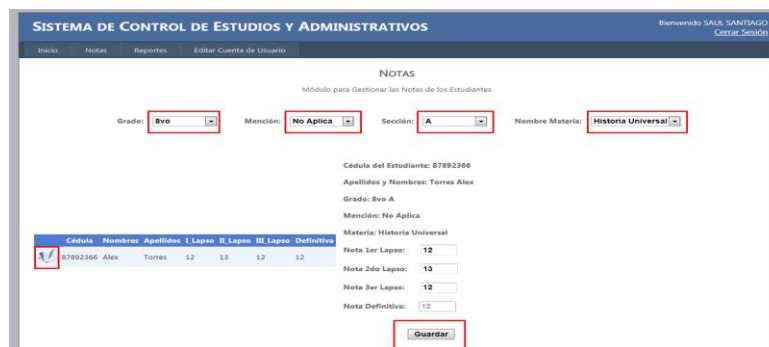 SISTEMA DE CONTROL DE ESTUDIOS Y ADMINISTRATIVOS
Bienvenido SAUL SANTIAGO
Cerrar Sesión
Inicio Notas Reportes Editar Cuenta de Usuario
NOTAS
Módulo para Gestionar las Notas de los Estudiantes
Grado: 8vo Mención: No Aplica Sección: A Nombre Materia: Historia Universal
Cédula del Estudiante: 87892366
Apellidos y Nombres: Torres Alex
Grado: 8vo A
Mención: No Aplica
Materia: Historia Universal
Cédula Nombres Apellidos I_Lapso II_Lapso III_Lapso Definitiva
87892366 Alex Torres 12 13 12 12
Nota 1er Lapso: 12
Nota 2do Lapso: 13
Nota 3er Lapso: 12
Nota Definitiva: 12
Guardar